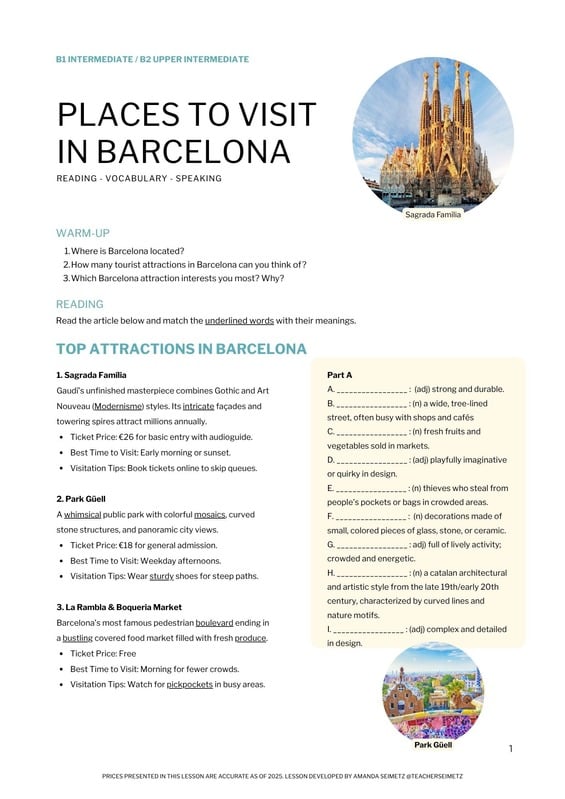 B1 INTERMEDIATE / B2 UPPER INTERMEDIATE
PLACES TO VISIT
IN BARCELONA
READING - VOCABULARY - SPEAKING
Sagrada Família
WARM-UP
1. Where is Barcelona located?
2. How many tourist attractions in Barcelona can you think of?
3. Which Barcelona attraction interests you most? Why?
READING
Read the article below and match the underlined words with their meanings.
TOP ATTRACTIONS IN BARCELONA
1. Sagrada Família
Gaudí's unfinished masterpiece combines Gothic and Art
Nouveau (Modernisme) styles. Its intricate façades and
towering spires attract millions annually.
• Ticket Price: €26 for basic entry with audioguide.
• Best Time to Visit: Early morning or sunset.
• Visitation Tips: Book tickets online to skip queues.
2. Park Güell
A whimsical public park with colorful mosaics, curved
stone structures, and panoramic city views.
• Ticket Price: €18 for general admission.
• Best Time to Visit: Weekday afternoons.
• Visitation Tips: Wear sturdy shoes for steep paths.
3. La Rambla & Boqueria Market
Barcelona's most famous pedestrian boulevard ending in
a bustling covered food market filled with fresh produce.
• Ticket Price: Free
• Best Time to Visit: Morning for fewer crowds.
• Visitation Tips: Watch for pickpockets in busy areas.
Part A
A. _________________ : (adj) strong and durable.
B. _________________ : (n) a wide, tree-lined
street, often busy with shops and cafés
C. _________________ : (n) fresh fruits and
vegetables sold in markets.
D. _________________ : (adj) playfully imaginative
or quirky in design.
E. _________________ : (n) thieves who steal from
people's pockets or bags in crowded areas.
F. _________________ : (n) decorations made of
small, colored pieces of glass, stone, or ceramic.
G. _________________ : adj) full of lively activity;
crowded and energetic.
H. _________________ : (n) a catalan architectural
and artistic style from the late 19th/early 20th
century, characterized by curved lines and
nature motifs.
I. _________________ : (adj) complex and detailed
in design.
Park Güell
1
PRICES PRESENTED IN THIS LESSON ARE ACCURATE AS OF 2025. LESSON DEVELOPED BY AMANDA SEIMETZ @TEACHERSEIMETZ